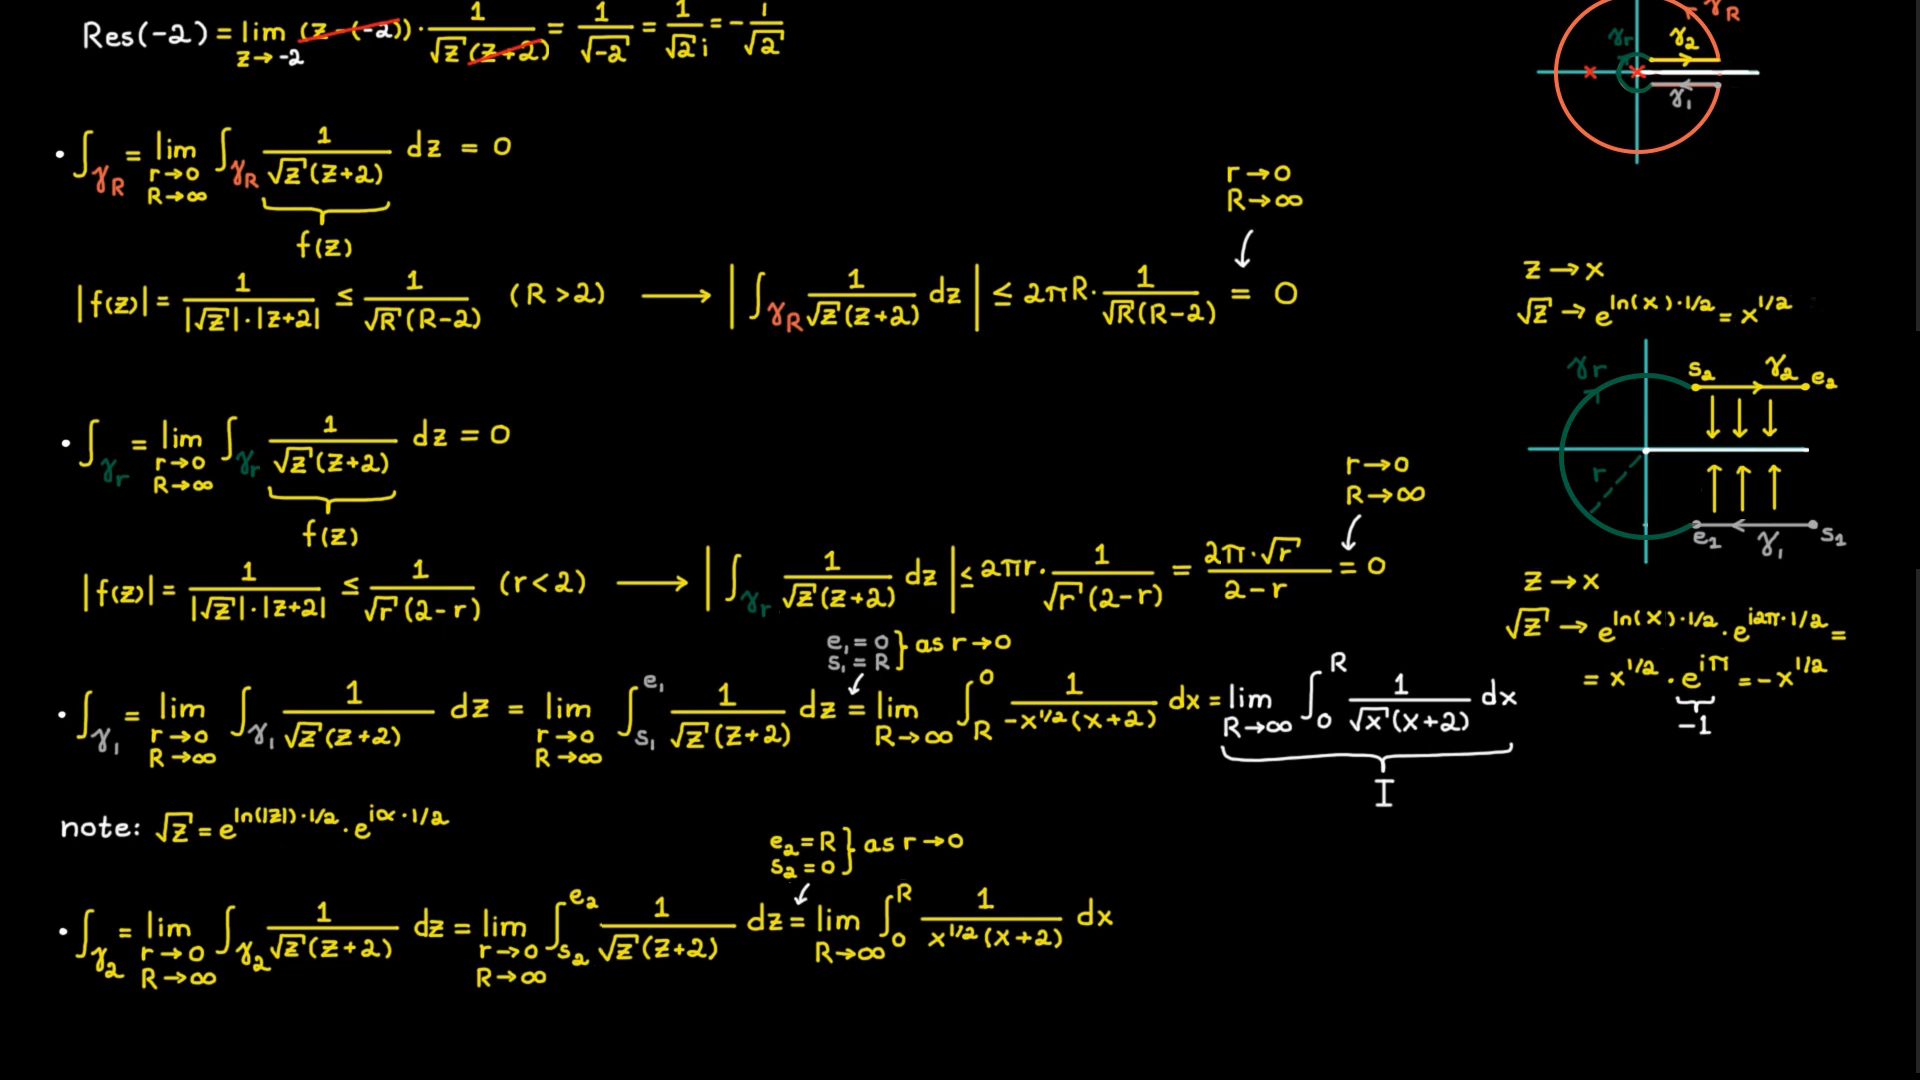 Res(-2) = lim z→-2 (z-(-2)) · 1/(√z (z+2)) = 1/√-2 = 1/(√2 i) = - i/√2
γR
γr γ2
γ1
· ∫γR = lim r→0 R→∞ ∫γR 1/(√z (z+2)) dz = 0
f(z)
r→0
R→∞
|f(z)| = 1/(|√z|·|z+2|) ≤ 1/(√R (R-2)) (R>2) ⟶ | ∫γR 1/(√z (z+2)) dz | ≤ 2πR · 1/(√R (R-2)) = 0
z→x
√z → e^(ln(x)·1/2) = x^(1/2)
γr s2 γ2 e2
r
e1 γ1 s1
· ∫γr = lim r→0 R→∞ ∫γr 1/(√z (z+2)) dz = 0
f(z)
r→0
R→∞
|f(z)| = 1/(|√z|·|z+2|) ≤ 1/(√r (2-r)) (r<2) ⟶ | ∫γr 1/(√z (z+2)) dz | ≤ 2πr · 1/(√r (2-r)) = 2π·√r/(2-r) = 0
z→x
√z → e^(ln(x)·1/2) · e^(i2π·1/2) =
= x^(1/2) · e^(iπ) = -x^(1/2)
-1
e1 = 0
s1 = R } as r→0
· ∫γ1 = lim r→0 R→∞ ∫γ1 1/(√z (z+2)) dz = lim r→0 R→∞ ∫s1^e1 1/(√z (z+2)) dz = lim R→∞ ∫R^0 1/(-x^(1/2) (x+2)) dx = lim R→∞ ∫0^R 1/(√x (x+2)) dx
I
note: √z = e^(ln(|z|)·1/2) · e^(iα·1/2)
e2 = R
s2 = 0 } as r→0
· ∫γ2 = lim r→0 R→∞ ∫γ2 1/(√z (z+2)) dz = lim r→0 R→∞ ∫s2^e2 1/(√z (z+2)) dz = lim R→∞ ∫0^R 1/(x^(1/2) (x+2)) dx